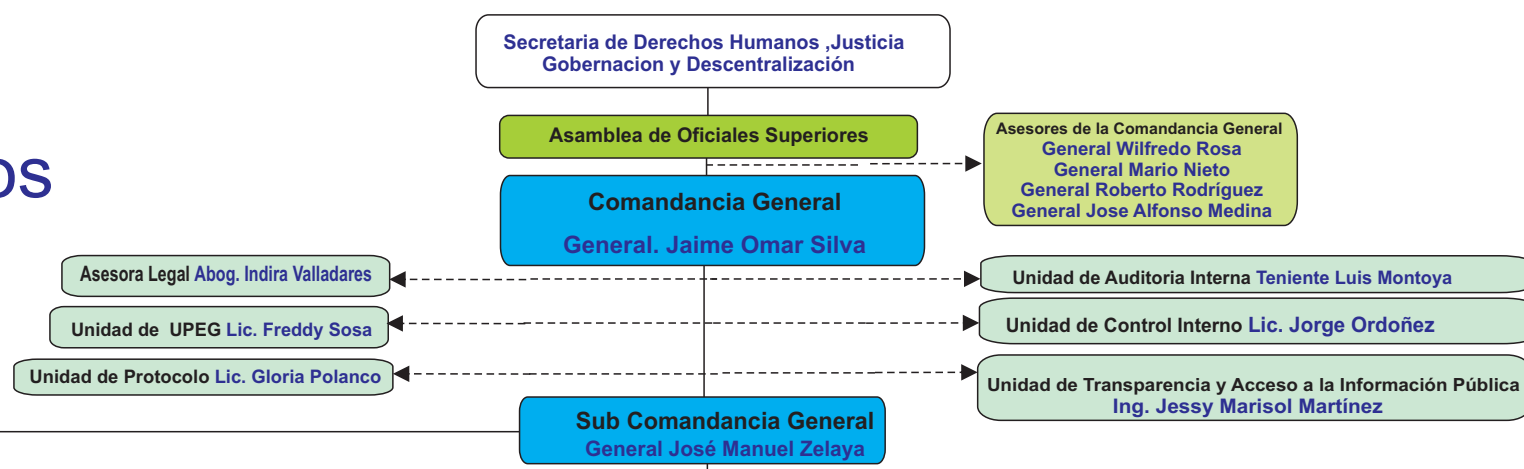 Secretaria de Derechos Humanos ,Justicia
Gobernacion y Descentralización
Asamblea de Oficiales Superiores
Asesores de la Comandancia General
General Wilfredo Rosa
General Mario Nieto
General Roberto Rodríguez
General Jose Alfonso Medina
Comandancia General
General. Jaime Omar Silva
Asesora Legal Abog. Indira Valladares
Unidad de Auditoria Interna Teniente Luis Montoya
Unidad de UPEG Lic. Freddy Sosa
Unidad de Control Interno Lic. Jorge Ordoñez
Unidad de Protocolo Lic. Gloria Polanco
Unidad de Transparencia y Acceso a la Información Pública
Ing. Jessy Marisol Martínez
Sub Comandancia General
General José Manuel Zelaya